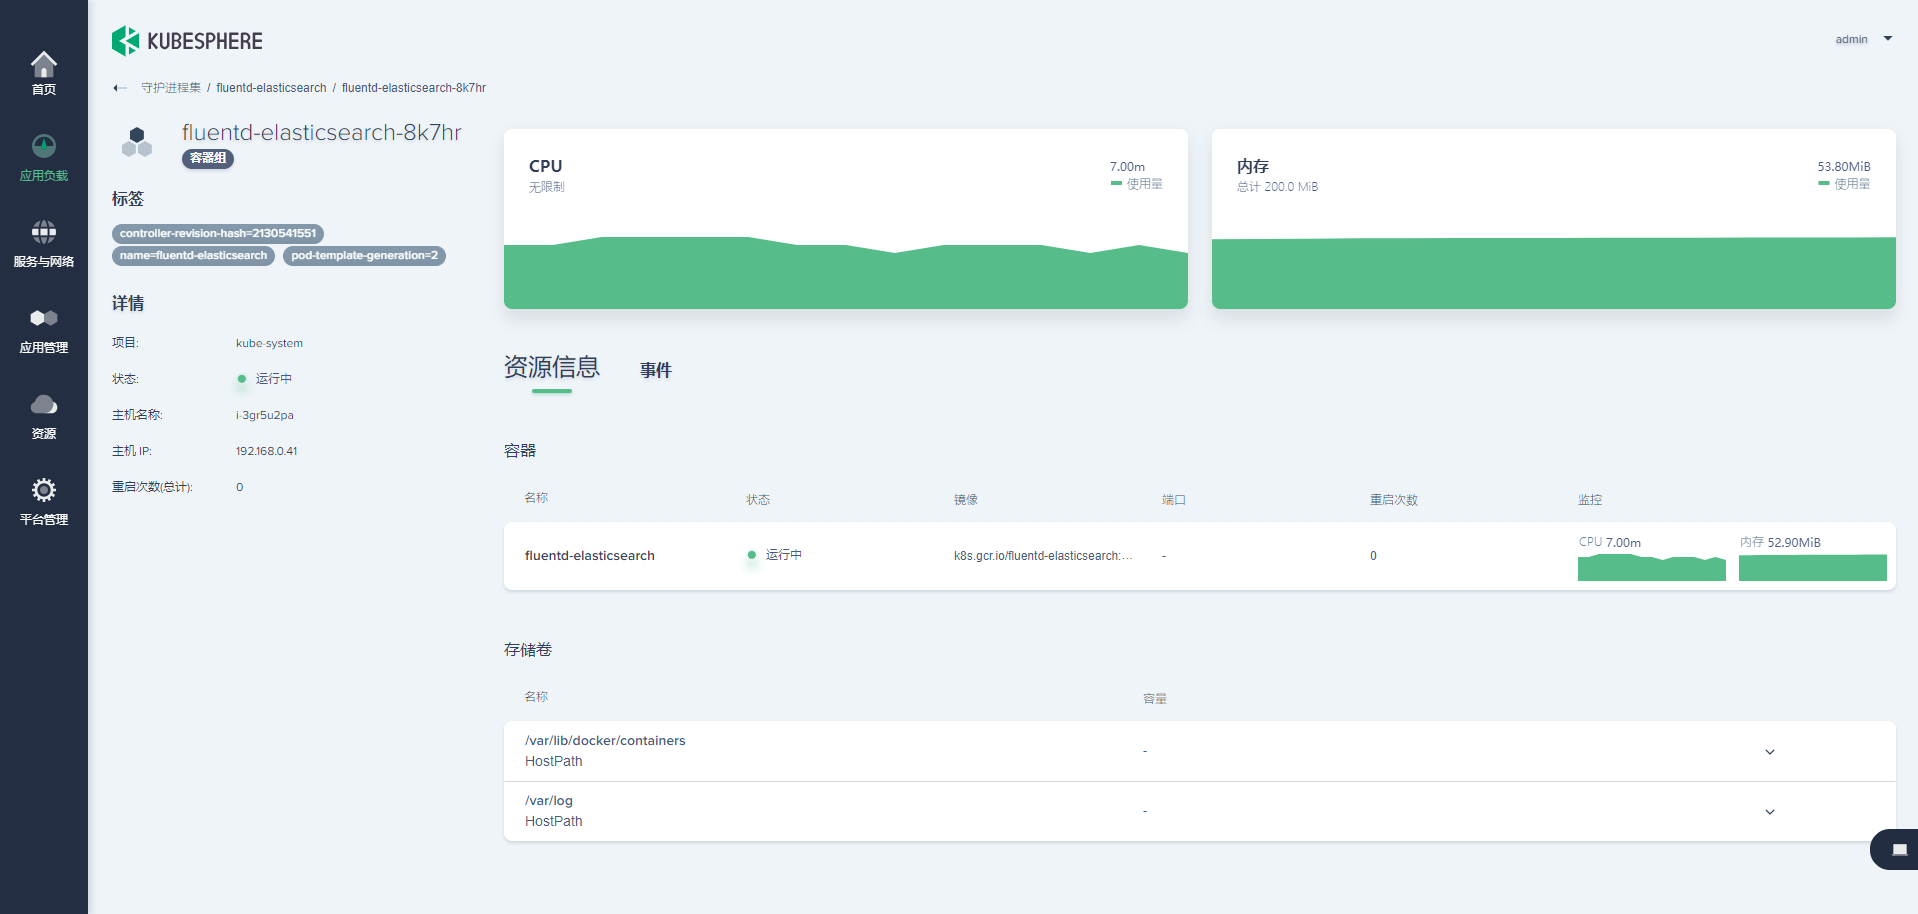 KUBESPHERE
admin
首页
应用负载
服务与网络
应用管理
资源
平台管理
守护进程集 / fluentd-elasticsearch / fluentd-elasticsearch-8k7hr
fluentd-elasticsearch-8k7hr
容器组
标签
controller-revision-hash=2130541551
name=fluentd-elasticsearch
pod-template-generation=2
详情
项目: kube-system
状态: 运行中
主机名称: i-3gr5u2pa
主机 IP: 192.168.0.41
重启次数(总计): 0
CPU
无限制
7.00m
使用量
内存
总计 200.0 MiB
53.80MiB
使用量
资源信息 事件
容器
名称 状态 镜像 端口 重启次数 监控
fluentd-elasticsearch 运行中 k8s.gcr.io/fluentd-elasticsearch:... - 0 CPU 7.00m 内存 52.90MiB
存储卷
名称 容量
/var/lib/docker/containers
HostPath
-
/var/log
HostPath
-